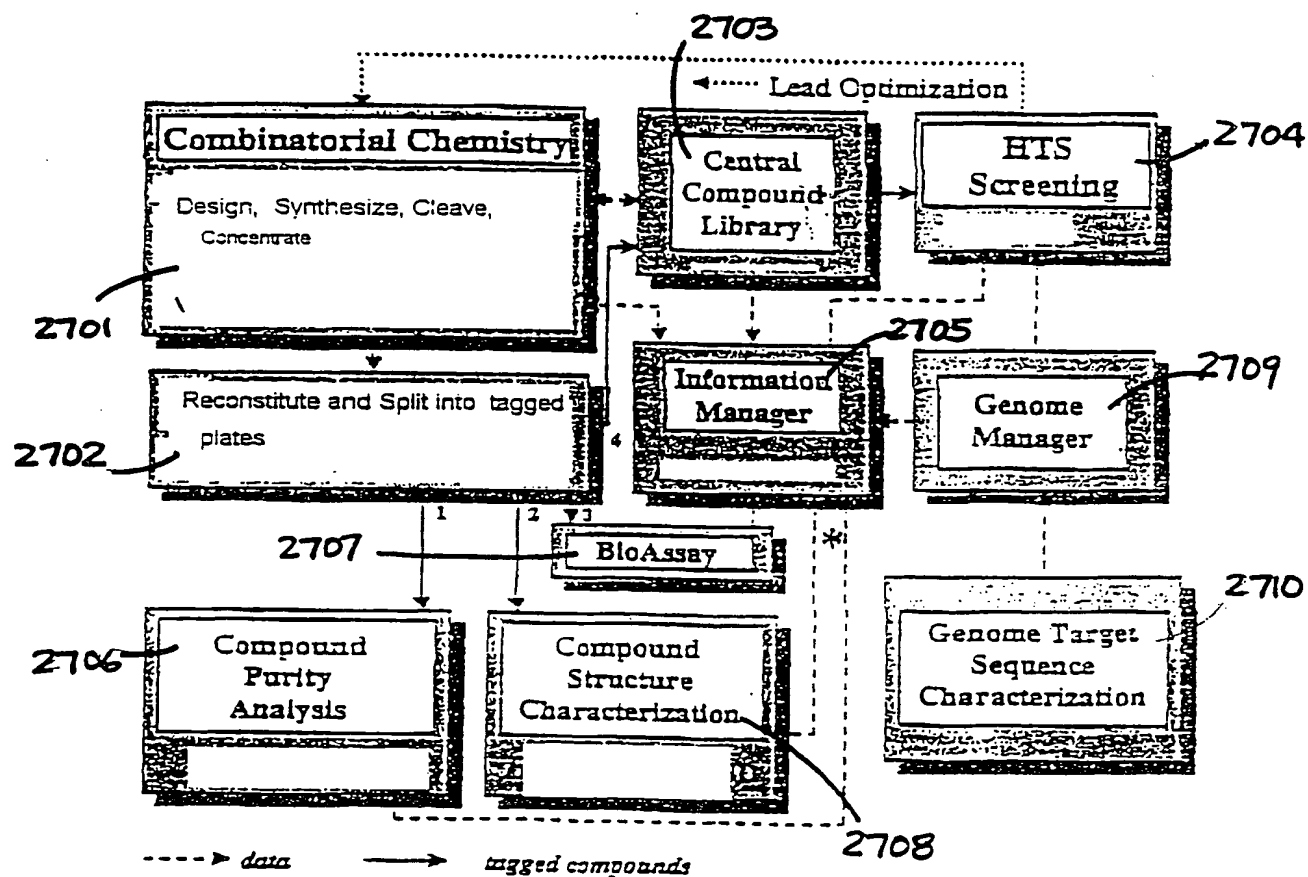 2703
Lead Optimization
Combinatorial Chemistry
Design, Synthesize, Cleave,
Concentrate
2701
Central
Compound
Library
HTS
Screening
2704
2705
Information
Manager
2709
Genome
Manager
Reconstitute and Split into tagged
plates
2702
4
1
2
3
2707
BioAssay
*
2710
2706
Compound
Purity
Analysis
Compound
Structure
Characterization
Genome Target
Sequence
Characterization
2708
data
tagged compounds